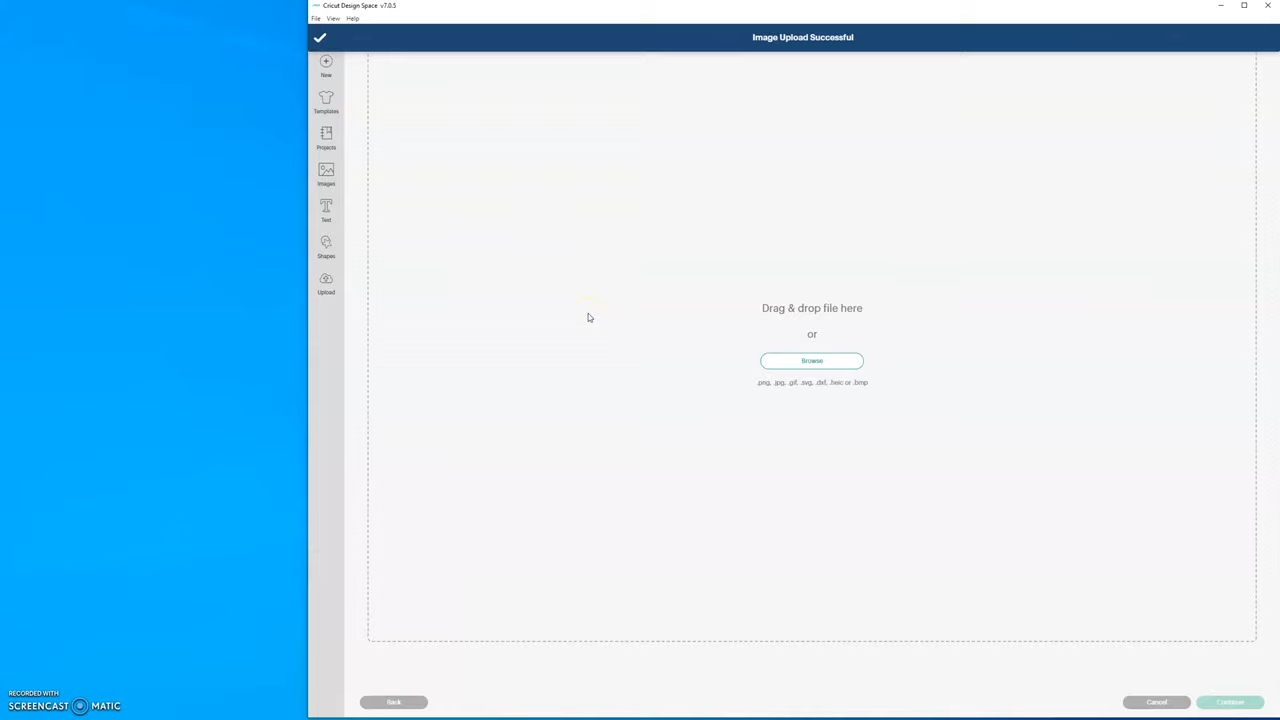 Cricut Design Space v7.0.5
File View Help
Image Upload Successful
New
Templates
Projects
Images
Text
Shapes
Upload
Drag & drop file here
or
Browse
.png, .jpg, .gif, .svg, .dxf, .heic or .bmp
Back
Cancel
Continue
RECORDED WITH
SCREENCAST MATIC